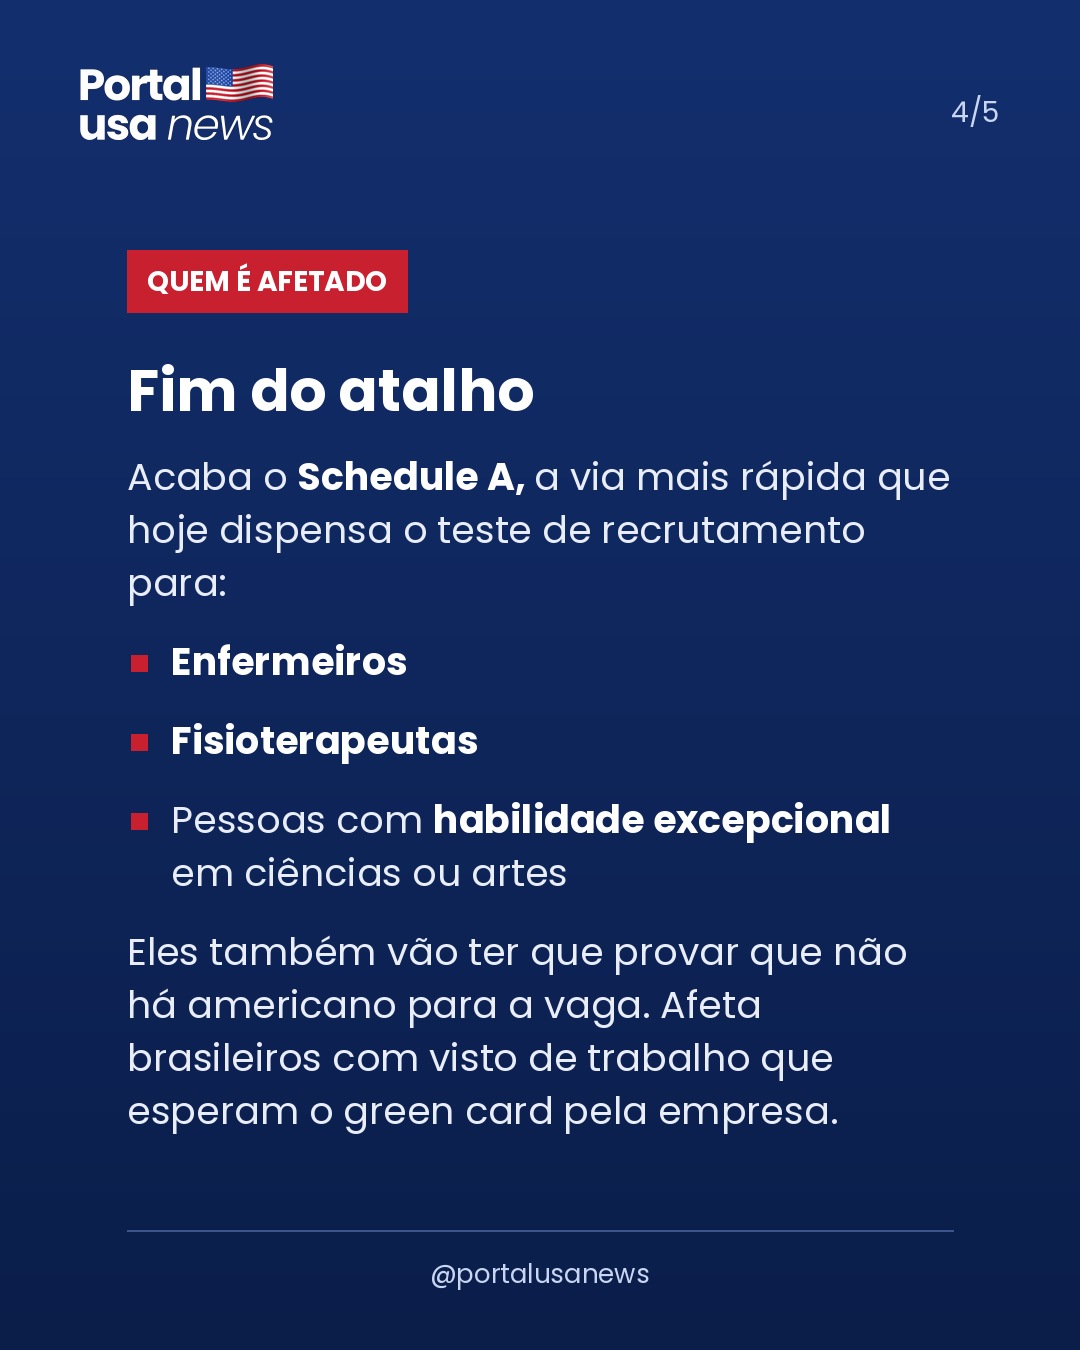 Portal
usa news
4/5
QUEM É AFETADO
Fim do atalho
Acaba o Schedule A, a via mais rápida que
hoje dispensa o teste de recrutamento
para:
Enfermeiros
Fisioterapeutas
Pessoas com habilidade excepcional
em ciências ou artes
Eles também vão ter que provar que não
há americano para a vaga. Afeta
brasileiros com visto de trabalho que
esperam o green card pela empresa.
@portalusanews